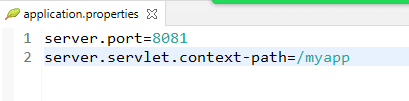 application.properties
1 server.port=8081
2 server.servlet.context-path=/myapp